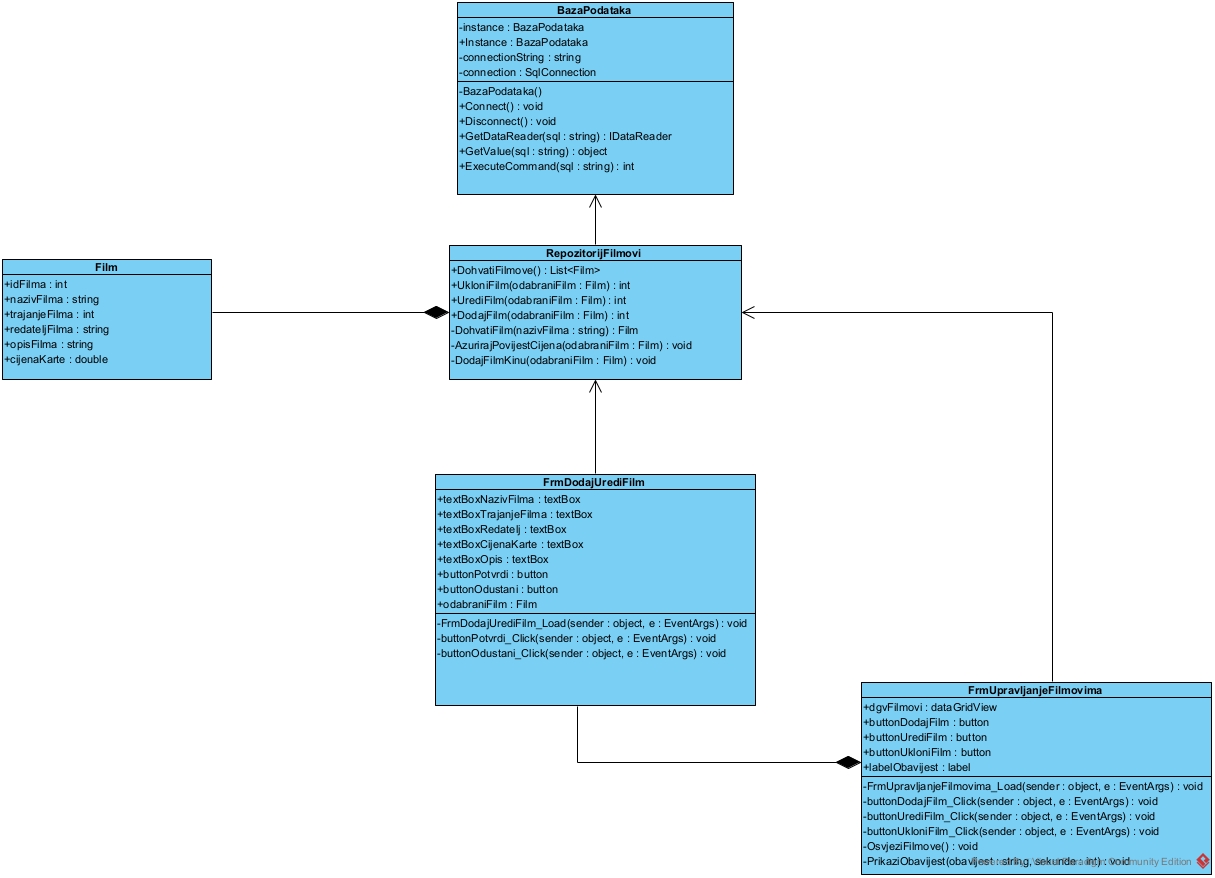 BazaPodataka
-instance : BazaPodataka
+Instance : BazaPodataka
-connectionString : string
-connection : SqlConnection
-BazaPodataka()
+Connect() : void
+Disconnect() : void
+GetDataReader(sql : string) : IDataReader
+GetValue(sql : string) : object
+ExecuteCommand(sql : string) : int
RepozitorijFilmovi
+DohvatiFilmove() : List<Film>
+UkloniFilm(odabraniFilm : Film) : int
+UrediFilm(odabraniFilm : Film) : int
+DodajFilm(odabraniFilm : Film) : int
-DohvatiFilm(nazivFilma : string) : Film
-AzurirajPovijestCijena(odabraniFilm : Film) : void
-DodajFilmKinu(odabraniFilm : Film) : void
Film
+idFilma : int
+nazivFilma : string
+trajanjeFilma : int
+redateljFilma : string
+opisFilma : string
+cijenaKarte : double
FrmDodajUrediFilm
+textBoxNazivFilma : textBox
+textBoxTrajanjeFilma : textBox
+textBoxRedatelj : textBox
+textBoxCijenaKarte : textBox
+textBoxOpis : textBox
+buttonPotvrdi : button
+buttonOdustani : button
+odabraniFilm : Film
-FrmDodajUrediFilm_Load(sender : object, e : EventArgs) : void
-buttonPotvrdi_Click(sender : object, e : EventArgs) : void
-buttonOdustani_Click(sender : object, e : EventArgs) : void
FrmUpravljanjeFilmovima
+dgvFilmovi : dataGridView
+buttonDodajFilm : button
+buttonUrediFilm : button
+buttonUkloniFilm : button
+labelObavijest : label
-FrmUpravljanjeFilmovima_Load(sender : object, e : EventArgs) : void
-buttonDodajFilm_Click(sender : object, e : EventArgs) : void
-buttonUrediFilm_Click(sender : object, e : EventArgs) : void
-buttonUkloniFilm_Click(sender : object, e : EventArgs) : void
-OsvjeziFilmove() : void
-PrikaziObavijest(obavijest : string, sekunde : int) : void
Community Edition